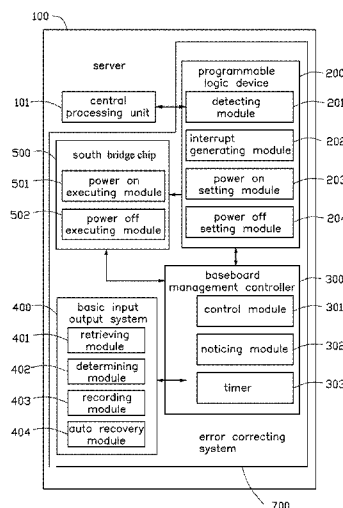 100
server
programmable
logic device
200
101
central
processing unit
detecting
module
201
interrupt
generating module
202
500
south bridge chip
power on
setting module
203
501
power on
executing module
502
power off
executing module
power off
setting module
204
baseboard
management controller
300
400
basic input
output system
control module
301
401
retrieving
module
402
determining
module
noticing module
302
403
recording
module
timer
303
404
auto recovery
module
error correcting
system
700